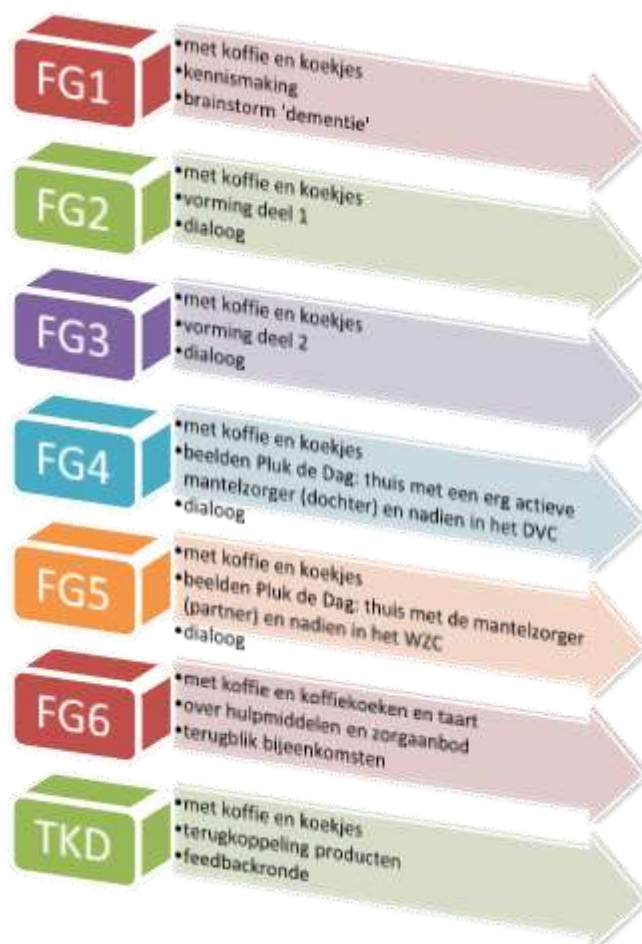 FG1
•met koffie en koekjes
•kennismaking
•brainstorm 'dementie'
FG2
•met koffie en koekjes
•vorming deel 1
•dialoog
FG3
•met koffie en koekjes
•vorming deel 2
•dialoog
FG4
•met koffie en koekjes
•beelden Pluk de Dag: thuis met een erg actieve
mantelzorger (dochter) en nadien in het DVC
•dialoog
FG5
•met koffie en koekjes
•beelden Pluk de Dag: thuis met de mantelzorger
(partner) en nadien in het WZC
•dialoog
FG6
•met koffie en koffiekoeken en taart
•over hulpmiddelen en zorgaanbod
•terugblik bijeenkomsten
TKD
•met koffie en koekjes
•terugkoppeling producten
•feedbackronde